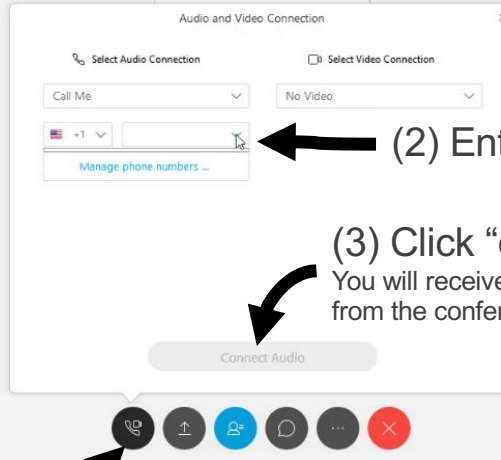 Audio and Video Connection
Select Audio Connection
Select Video Connection
Call Me
No Video
+1
(2) Ent
Manage phone numbers ...
(3) Click “
You will receive
from the confer
Connect Audio